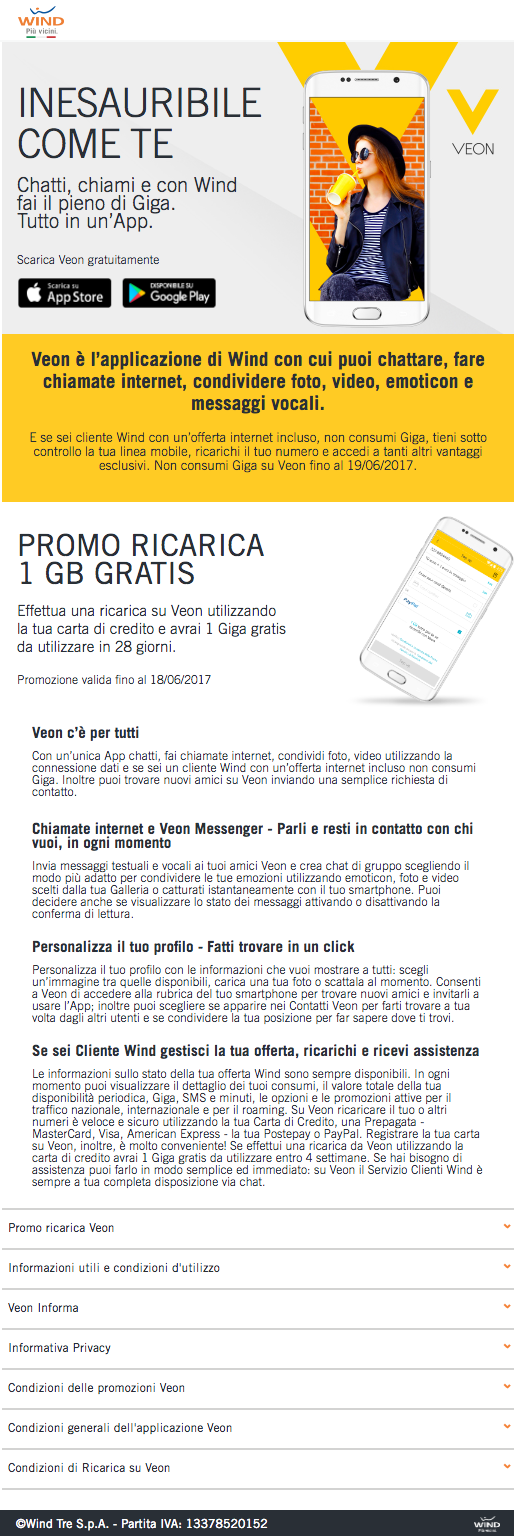 WIND
Più vicini.
INESAURIBILE
COME TE
Chatti, chiami e con Wind
fai il pieno di Giga.
Tutto in un'App.
VEON
Scarica Veon gratuitamente
Scarica su
App Store
DISPONIBILE SU
Google Play
Veon è l'applicazione di Wind con cui puoi chattare, fare
chiamate internet, condividere foto, video, emoticon e
messaggi vocali.
E se sei cliente Wind con un'offerta internet incluso, non consumi Giga, tieni sotto
controllo la tua linea mobile, ricarichi il tuo numero e accedi a tanti altri vantaggi
esclusivi. Non consumi Giga su Veon fino al 19/06/2017.
PROMO RICARICA
1 GB GRATIS
Effettua una ricarica su Veon utilizzando
la tua carta di credito e avrai 1 Giga gratis
da utilizzare in 28 giorni.
Promozione valida fino al 18/06/2017
PayPal
Veon c'è per tutti
Con un'unica App chatti, fai chiamate internet, condividi foto, video utilizzando la
connessione dati e se sei un cliente Wind con un'offerta internet incluso non consumi
Giga. Inoltre puoi trovare nuovi amici su Veon inviando una semplice richiesta di
contatto.
Chiamate internet e Veon Messenger - Parli e resti in contatto con chi
vuoi, in ogni momento
Invia messaggi testuali e vocali ai tuoi amici Veon e crea chat di gruppo scegliendo il
modo più adatto per condividere le tue emozioni utilizzando emoticon, foto e video
scelti dalla tua Galleria o catturati istantaneamente con il tuo smartphone. Puoi
decidere anche se visualizzare lo stato dei messaggi attivando o disattivando la
conferma di lettura.
Personalizza il tuo profilo - Fatti trovare in un click
Personalizza il tuo profilo con le informazioni che vuoi mostrare a tutti: scegli
un'immagine tra quelle disponibili, carica una tua foto o scattala al momento. Consenti
a Veon di accedere alla rubrica del tuo smartphone per trovare nuovi amici e invitarli a
usare l'App; inoltre puoi scegliere se apparire nei Contatti Veon per farti trovare a tua
volta dagli altri utenti e se condividere la tua posizione per far sapere dove ti trovi.
Se sei Cliente Wind gestisci la tua offerta, ricarichi e ricevi assistenza
Le informazioni sullo stato della tua offerta Wind sono sempre disponibili. In ogni
momento puoi visualizzare il dettaglio dei tuoi consumi, il valore totale della tua
disponibilità periodica, Giga, SMS e minuti, le opzioni e le promozioni attive per il
traffico nazionale, internazionale e per il roaming. Su Veon ricaricare il tuo o altri
numeri è veloce e sicuro utilizzando la tua Carta di Credito, una Prepagata -
MasterCard, Visa, American Express - la tua Postepay o PayPal. Registrare la tua carta
su Veon, inoltre, è molto conveniente! Se effettui una ricarica da Veon utilizzando la
carta di credito avrai 1 Giga gratis da utilizzare entro 4 settimane. Se hai bisogno di
assistenza puoi farlo in modo semplice ed immediato: su Veon il Servizio Clienti Wind è
sempre a tua completa disposizione via chat.
Promo ricarica Veon
Informazioni utili e condizioni d'utilizzo
Veon Informa
Informativa Privacy
Condizioni delle promozioni Veon
Condizioni generali dell'applicazione Veon
Condizioni di Ricarica su Veon
©Wind Tre S.p.A. - Partita IVA: 13378520152
WIND